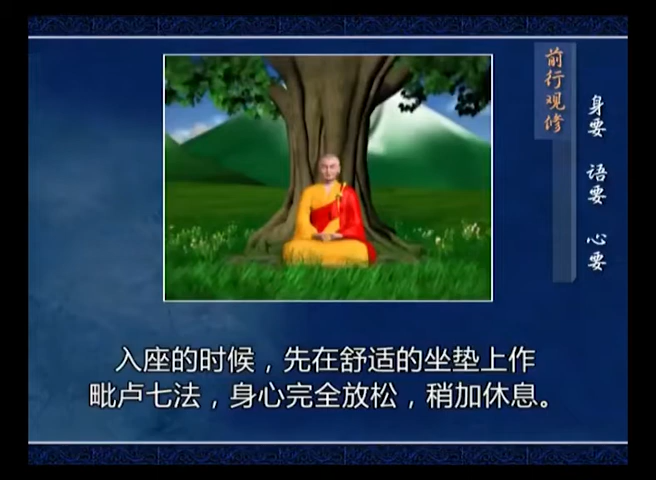 前行观修
身要 语要 心要
入座的时候，先在舒适的坐垫上作
毗卢七法，身心完全放松，稍加休息。